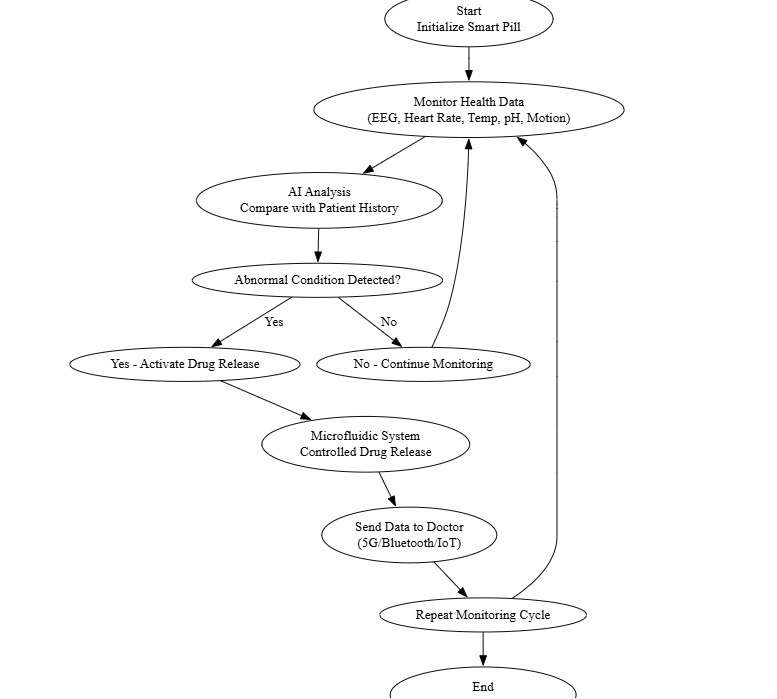 Start
Initialize Smart Pill
Monitor Health Data
(EEG, Heart Rate, Temp, pH, Motion)
AI Analysis
Compare with Patient History
Abnormal Condition Detected?
Yes
No
Yes - Activate Drug Release
No - Continue Monitoring
Microfluidic System
Controlled Drug Release
Send Data to Doctor
(5G/Bluetooth/IoT)
Repeat Monitoring Cycle
End